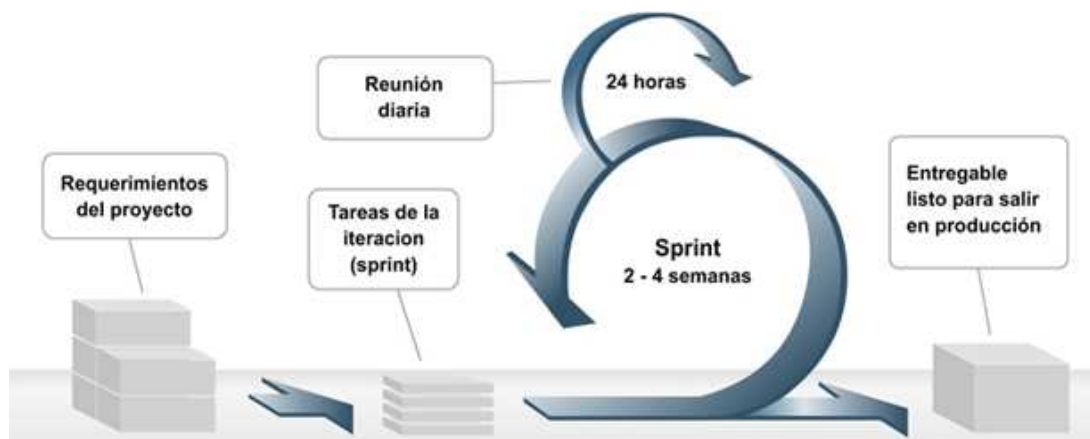 Requerimientos
del proyecto
Tareas de la
iteracion
(sprint)
Reunión
diaria
24 horas
Sprint
2 - 4 semanas
Entregable
listo para salir
en producción